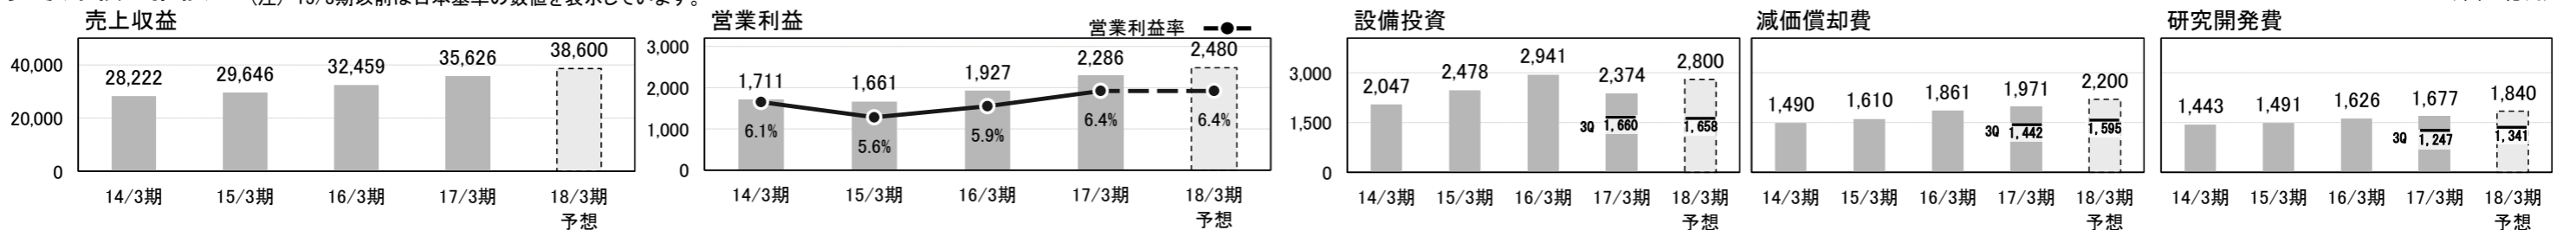 (注) 15/3期以前は日本基準の数値を表示しています。
売上収益
40,000
20,000
0
28,222
29,646
32,459
35,626
38,600
14/3期
15/3期
16/3期
17/3期
18/3期
予想
営業利益
営業利益率
3,000
2,000
1,000
0
1,711
1,661
1,927
2,286
2,480
6.1%
5.6%
5.9%
6.4%
6.4%
14/3期
15/3期
16/3期
17/3期
18/3期
予想
設備投資
3,000
1,500
0
2,047
2,478
2,941
2,374
2,800
3Q 1,660
1,658
14/3期
15/3期
16/3期
17/3期
18/3期
予想
減価償却費
1,490
1,610
1,861
1,971
2,200
3Q 1,442
1,595
14/3期
15/3期
16/3期
17/3期
18/3期
予想
研究開発費
1,443
1,491
1,626
1,677
1,840
3Q 1,247
1,341
14/3期
15/3期
16/3期
17/3期
18/3期
予想